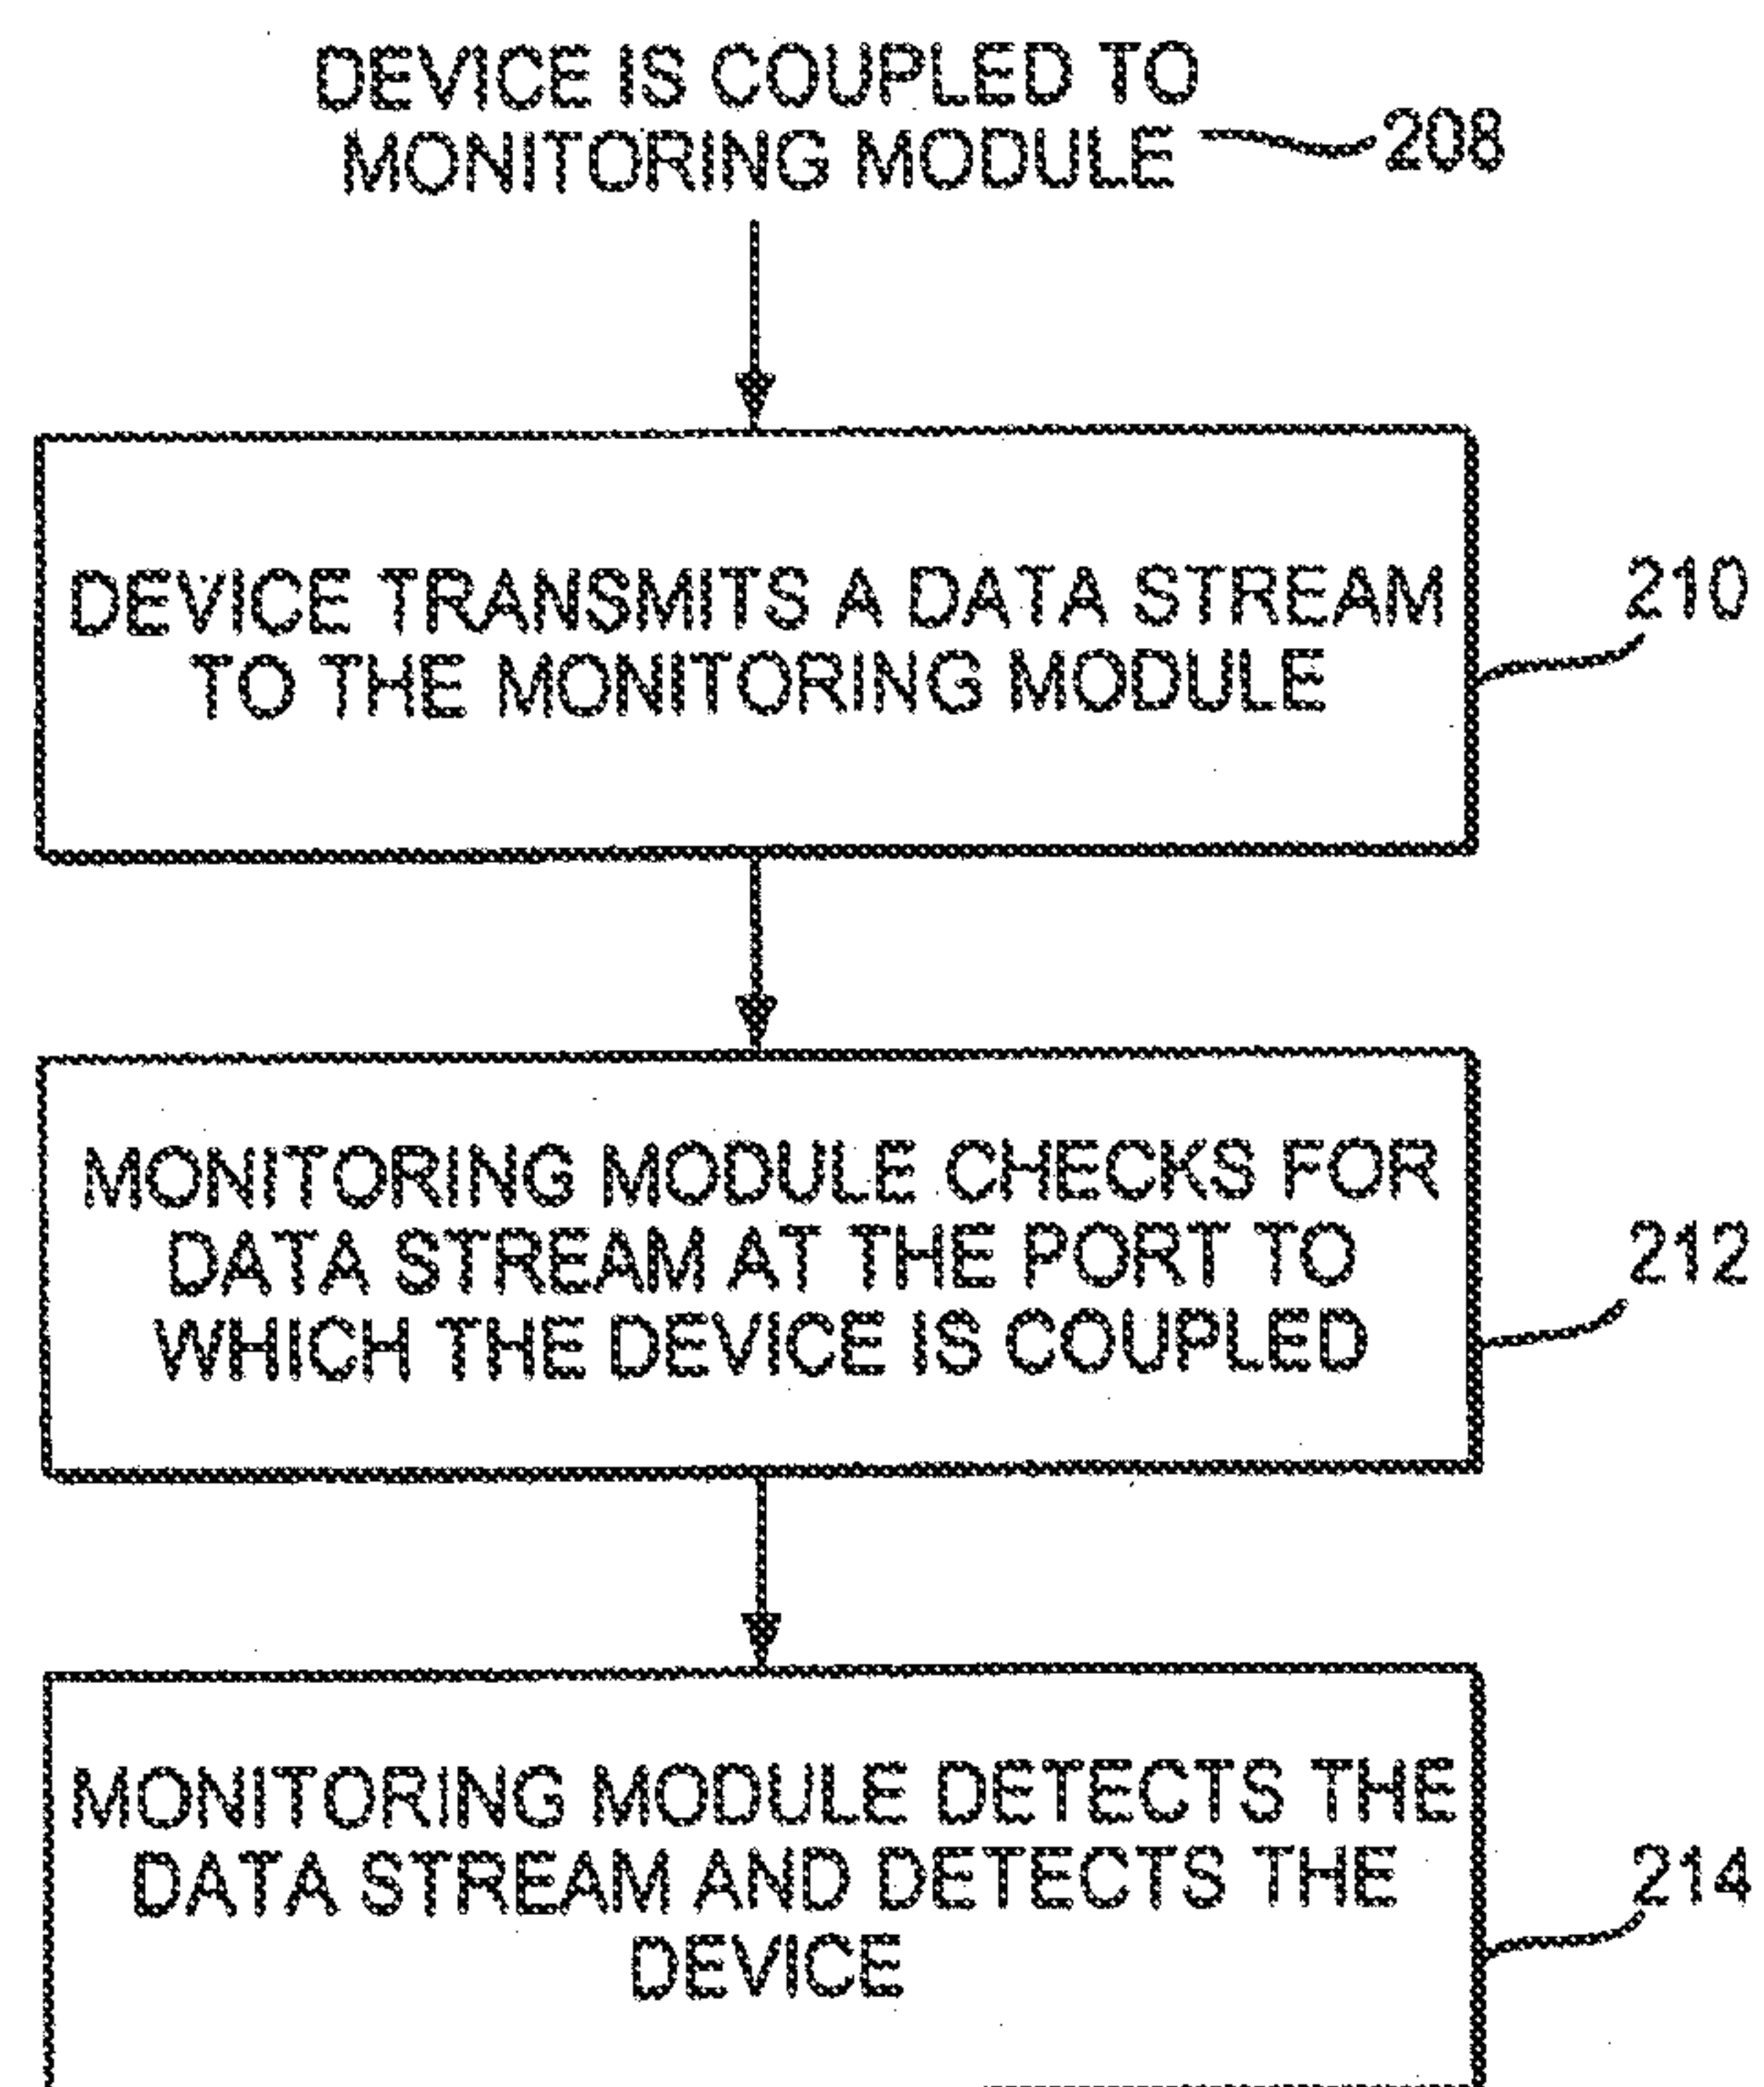 DEVICE IS COUPLED TO
MONITORING MODULE 208
DEVICE TRANSMITS A DATA STREAM
TO THE MONITORING MODULE
210
MONITORING MODULE CHECKS FOR
DATA STREAM AT THE PORT TO
WHICH THE DEVICE IS COUPLED
212
MONITORING MODULE DETECTS THE
DATA STREAM AND DETECTS THE
DEVICE
214